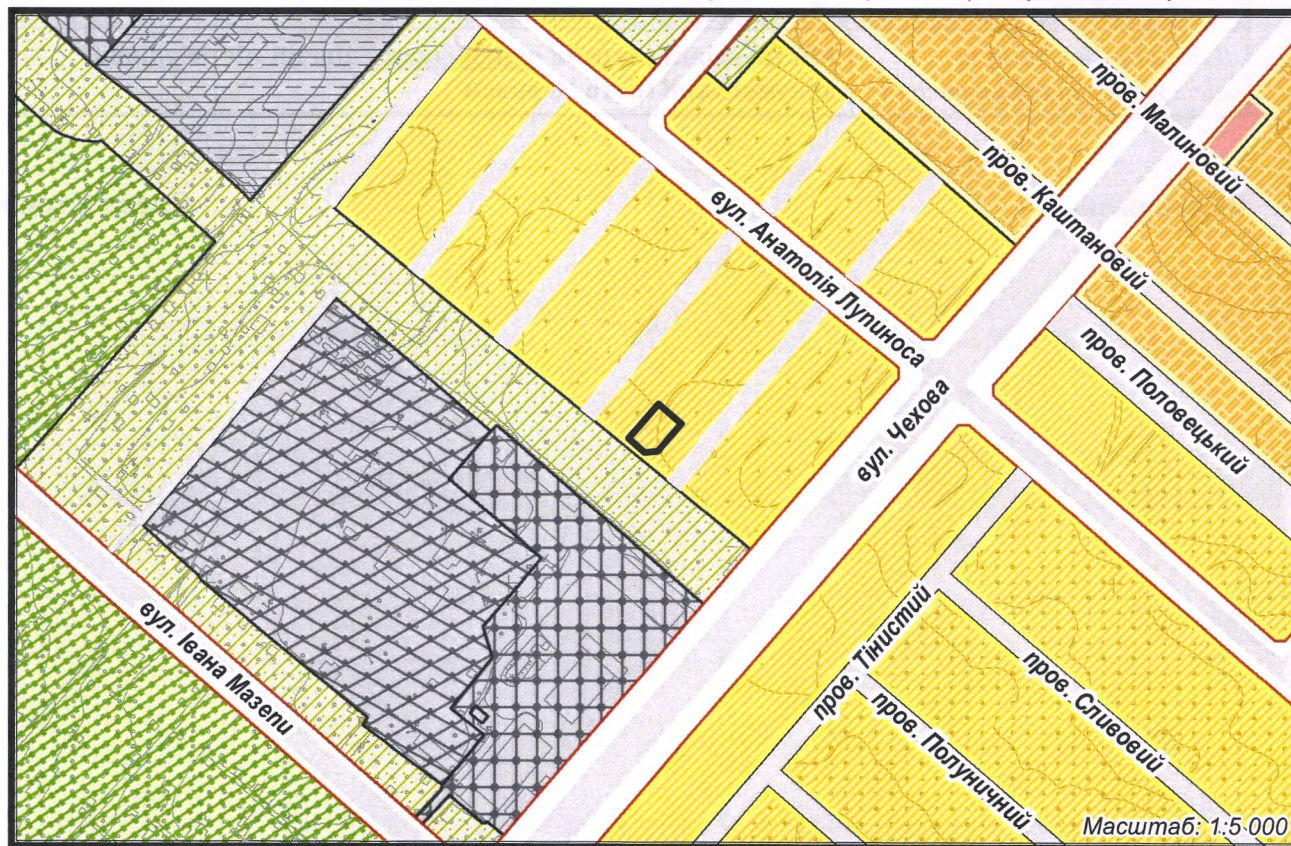 пров. Малиновий
пров. Каштановий
вул. Анатолія Лупиноса
пров. Половецький
вул. Чехова
пров. Тінистий
пров. Сливовий
пров. Полуничний
вул. Івана Мазепи
Масштаб: 1:5 000